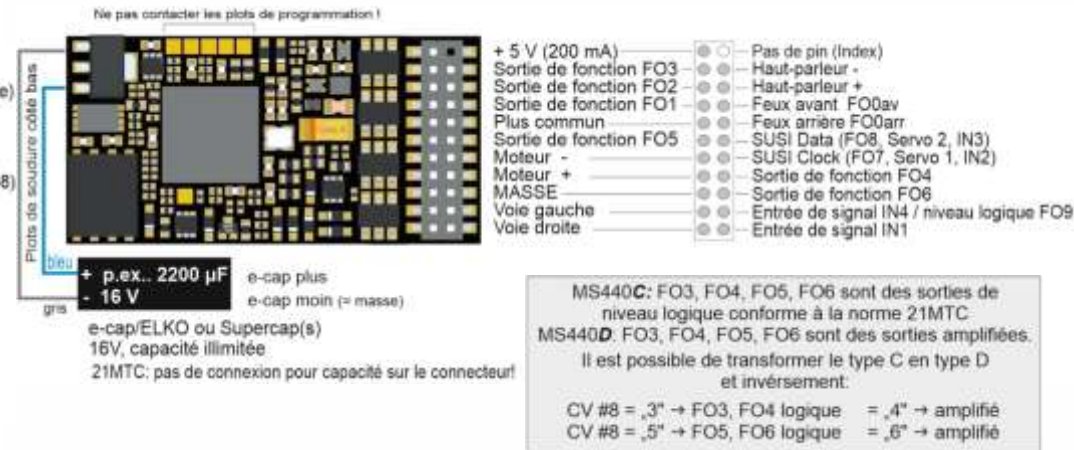 Ne pas contacter les plots de programmation !
e)
8)
Plots de soudure côté bas
bleu
gris
+ p.ex.. 2200 µF
- 16 V
e-cap plus
e-cap moin (= masse)
e-cap/ELKO ou Supercap(s)
16V, capacité illimitée
21MTC: pas de connexion pour capacité sur le connecteur!
+ 5 V (200 mA)
Sortie de fonction FO3
Sortie de fonction FO2
Sortie de fonction FO1
Plus commun
Sortie de fonction FO5
Moteur -
Moteur +
MASSE
Voie gauche
Voie droite
Pas de pin (Index)
Haut-parleur -
Haut-parleur +
Feux avant FO0av
Feux arrière FO0arr
SUSI Data (FO8, Servo 2, IN3)
SUSI Clock (FO7, Servo 1, IN2)
Sortie de fonction FO4
Sortie de fonction FO6
Entrée de signal IN4 / niveau logique FO9
Entrée de signal IN1
MS440C: FO3, FO4, FO5, FO6 sont des sorties de
niveau logique conforme à la norme 21MTC
MS440D. FO3, FO4, FO5, FO6 sont des sorties amplifiées.
Il est possible de transformer le type C en type D
et invérsement:
CV #8 = „3" → FO3, FO4 logique = „4" → amplifié
CV #8 = „5" → FO5, FO6 logique = „6" → amplifié